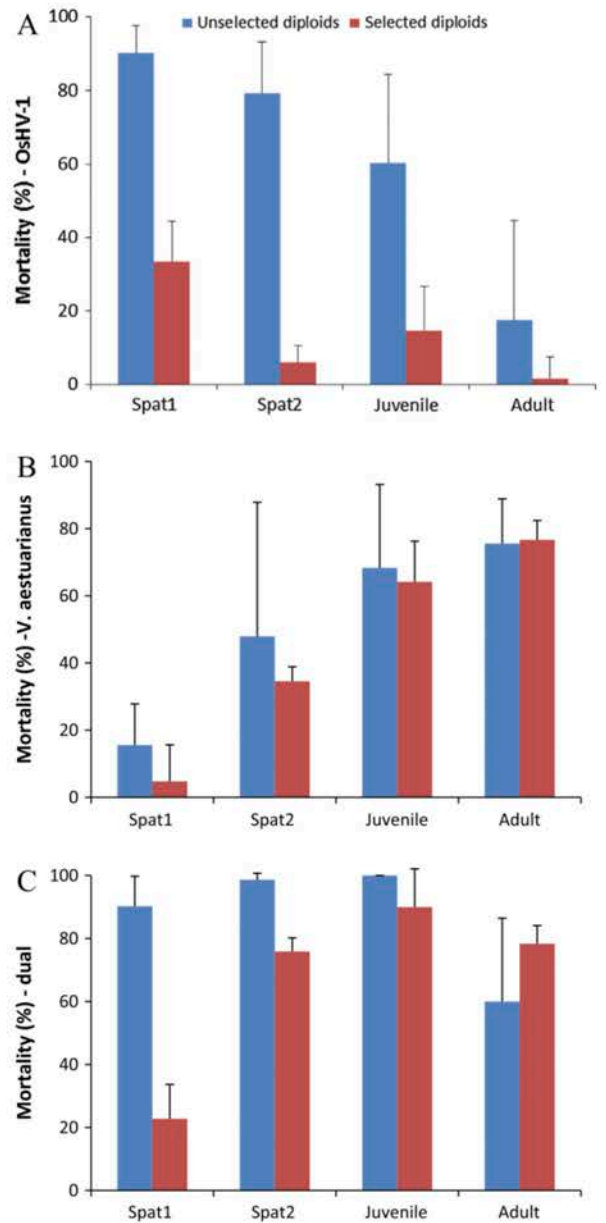 A
Unselected diploids Selected diploids
Mortality (%) - OsHV-1
100
80
60
40
20
0
Spat1 Spat2 Juvenile Adult
B
Mortality (%) -V. aestuarianus
100
80
60
40
20
0
Spat1 Spat2 Juvenile Adult
C
Mortality (%) - dual
100
80
60
40
20
0
Spat1 Spat2 Juvenile Adult